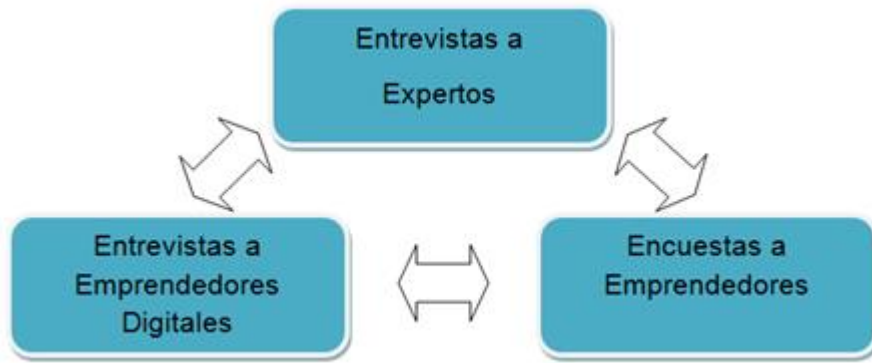 Entrevistas a
Expertos
Entrevistas a
Emprendedores
Digitales
Encuestas a
Emprendedores